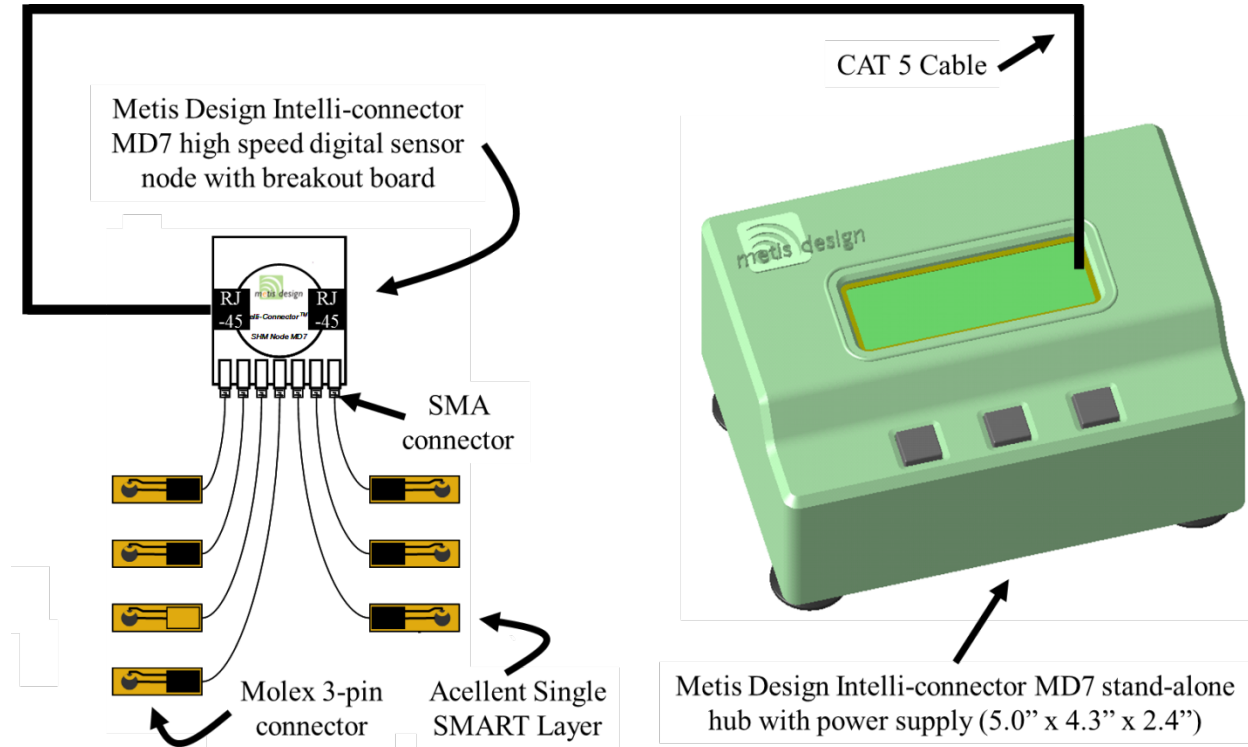 CAT 5 Cable
Metis Design Intelli-connector
MD7 high speed digital sensor
node with breakout board
metis design
RJ
-45
RJ
-45
metis design
elli-Connector™
SHM Node MD7
SMA
connector
Molex 3-pin
connector
Acellent Single
SMART Layer
Metis Design Intelli-connector MD7 stand-alone
hub with power supply (5.0” x 4.3” x 2.4”)